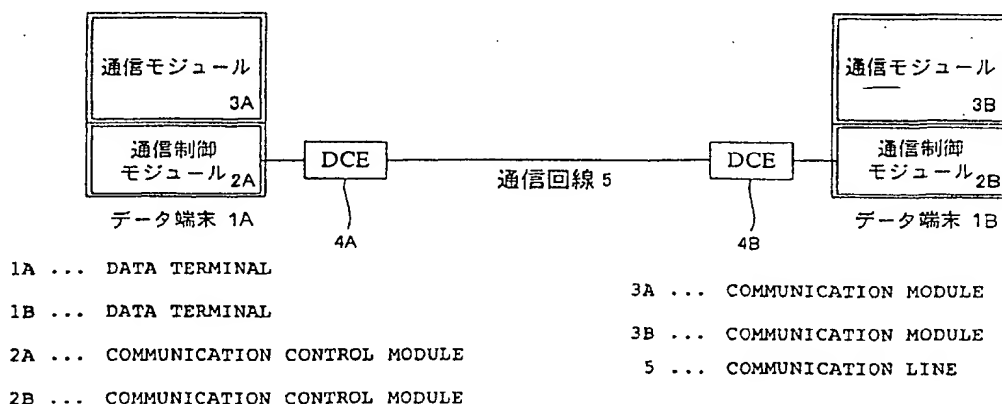 通信モジュール
3A
通信制御
モジュール 2A
データ端末 1A
DCE
4A
通信回線 5
DCE
4B
通信モジュール
3B
通信制御
モジュール 2B
データ端末 1B
1A ... DATA TERMINAL
1B ... DATA TERMINAL
2A ... COMMUNICATION CONTROL MODULE
2B ... COMMUNICATION CONTROL MODULE
3A ... COMMUNICATION MODULE
3B ... COMMUNICATION MODULE
5 ... COMMUNICATION LINE